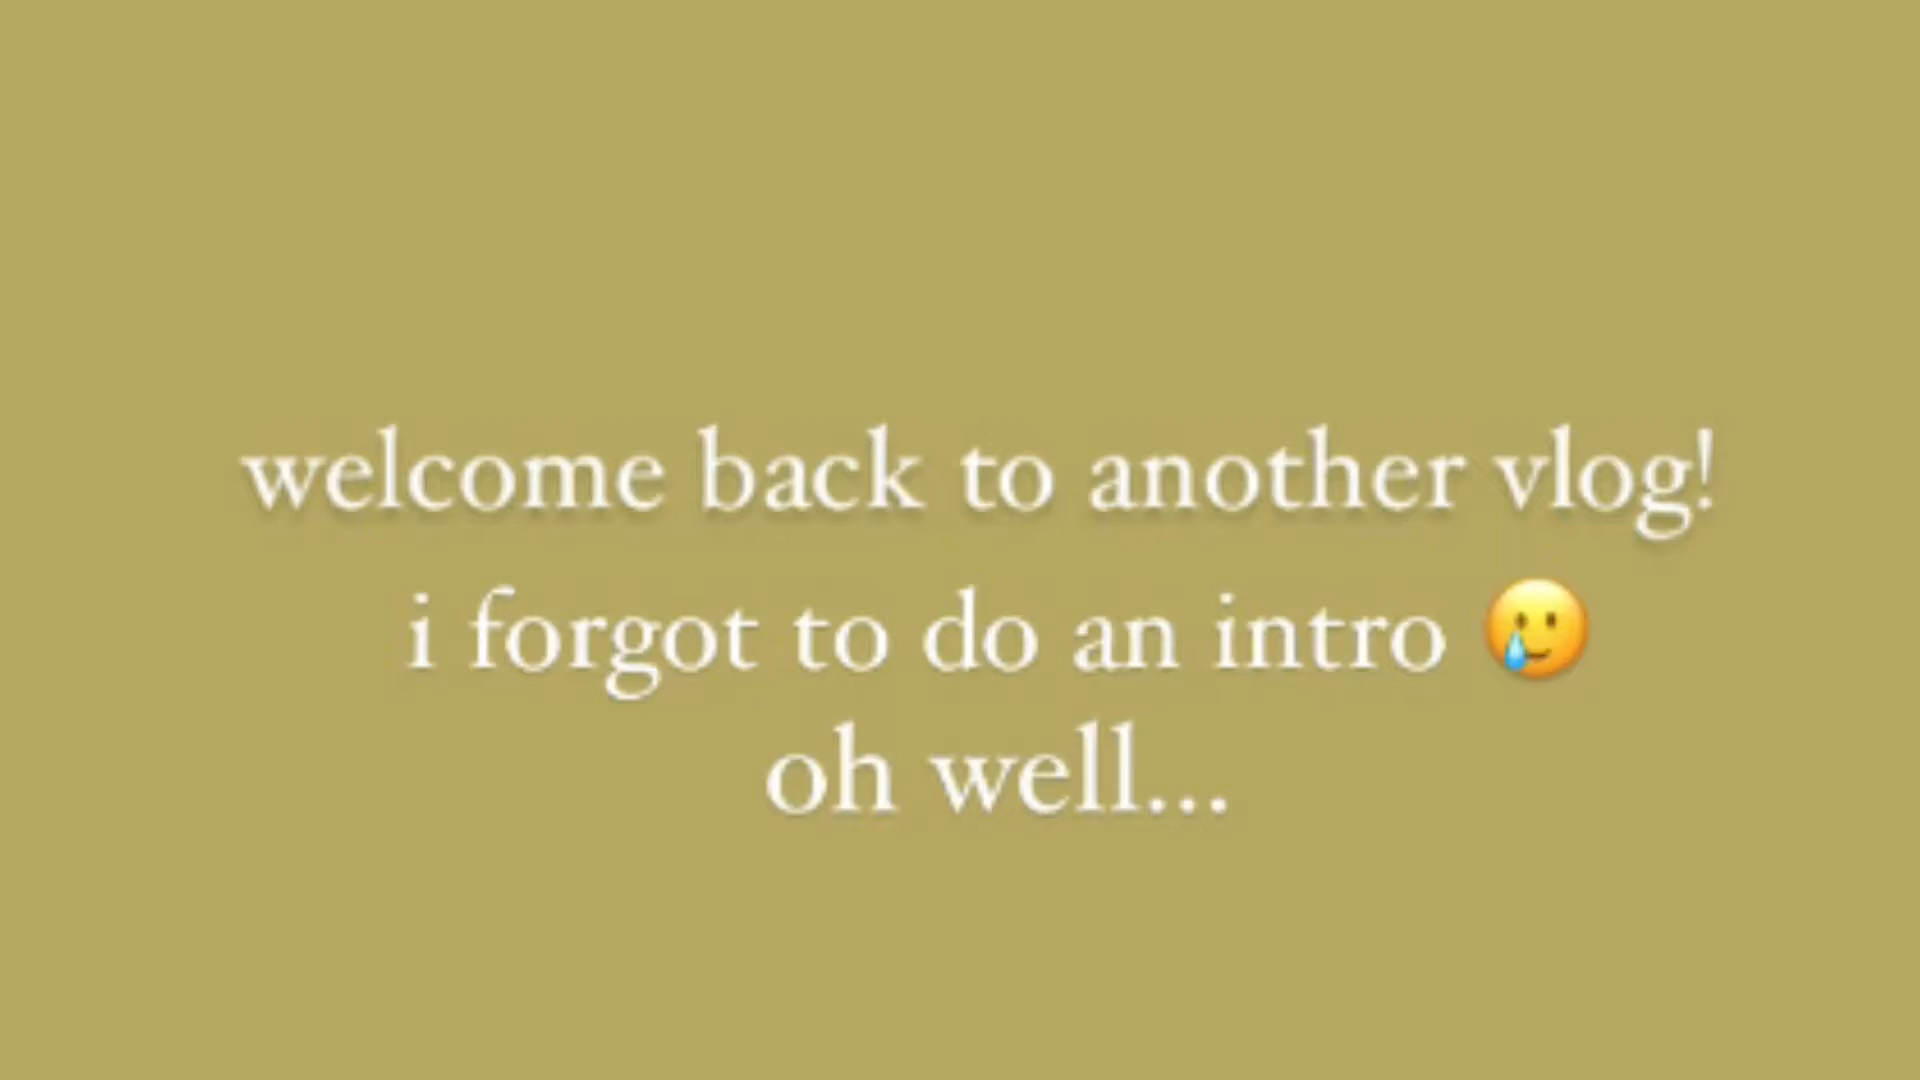 welcome back to another vlog!
i forgot to do an intro 🥲
oh well...